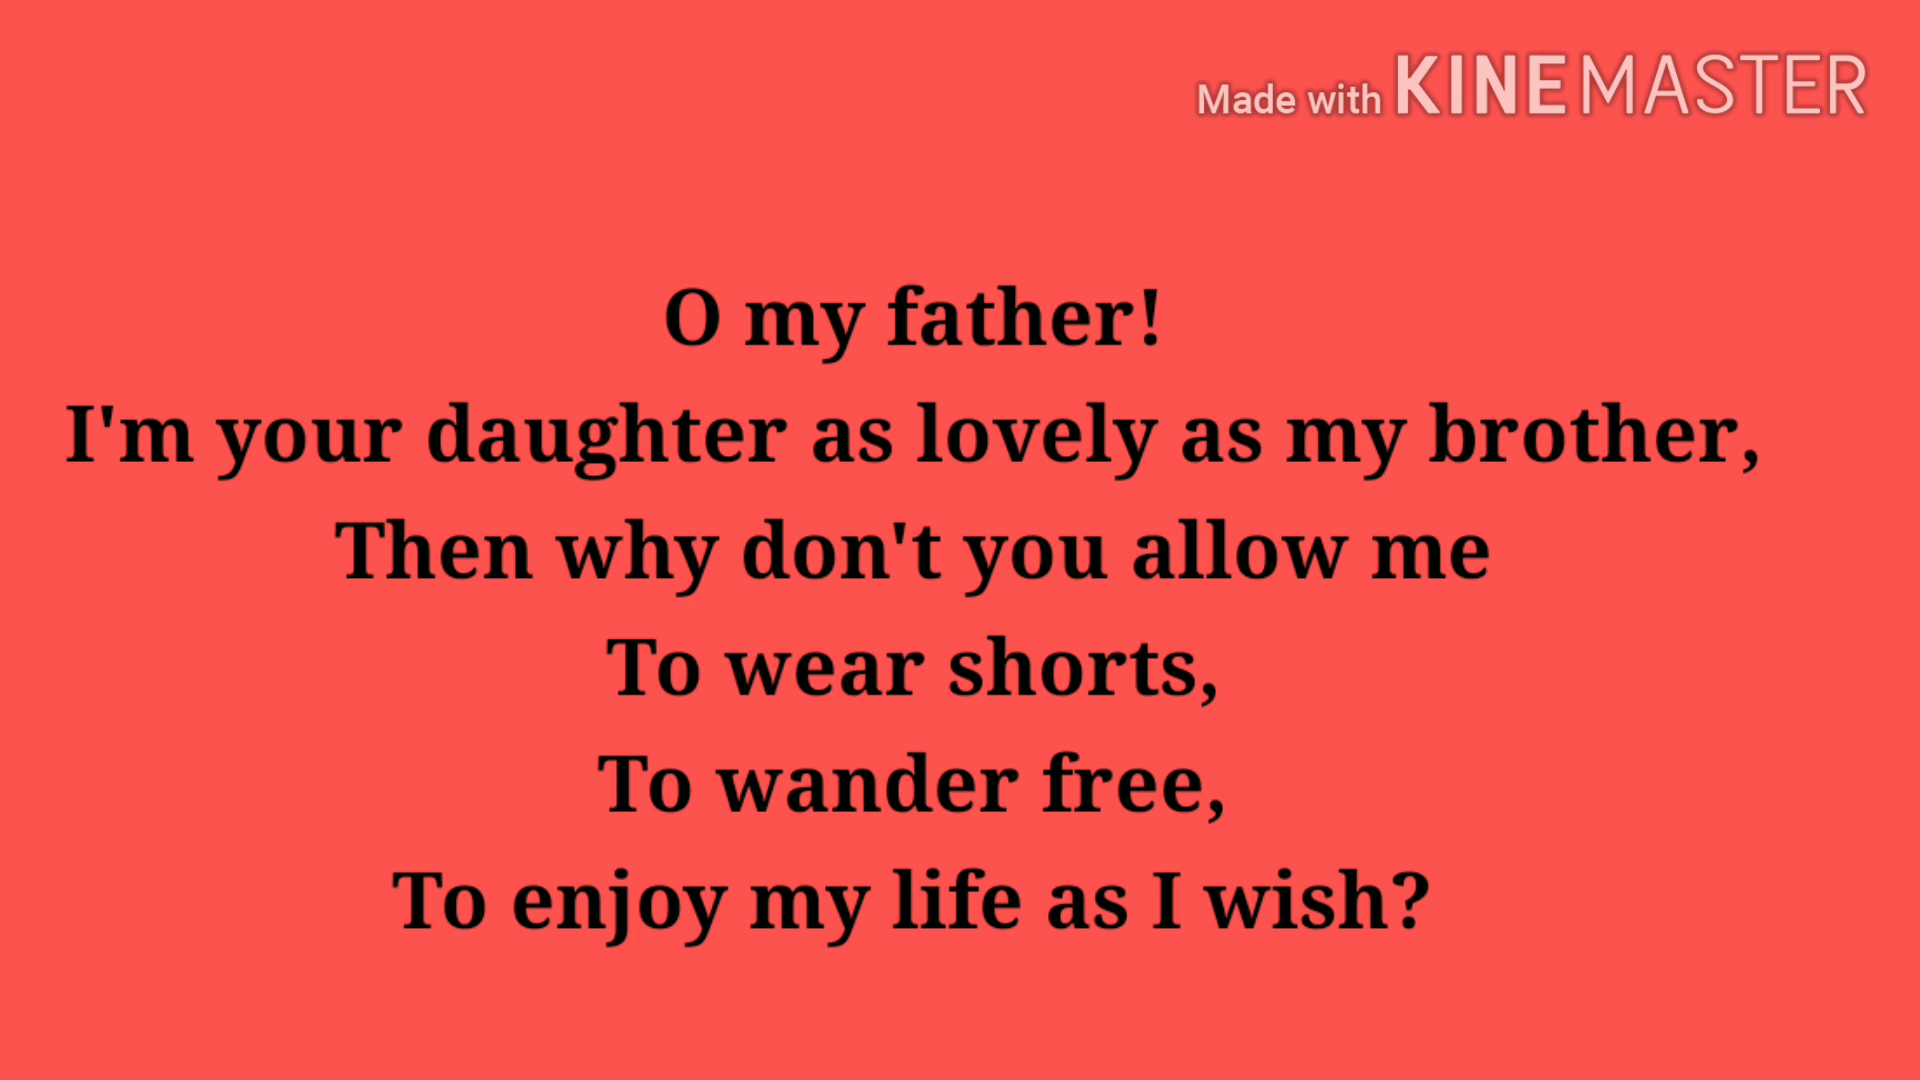 Made with KINEMASTER
O my father!
I'm your daughter as lovely as my brother,
Then why don't you allow me
To wear shorts,
To wander free,
To enjoy my life as I wish?